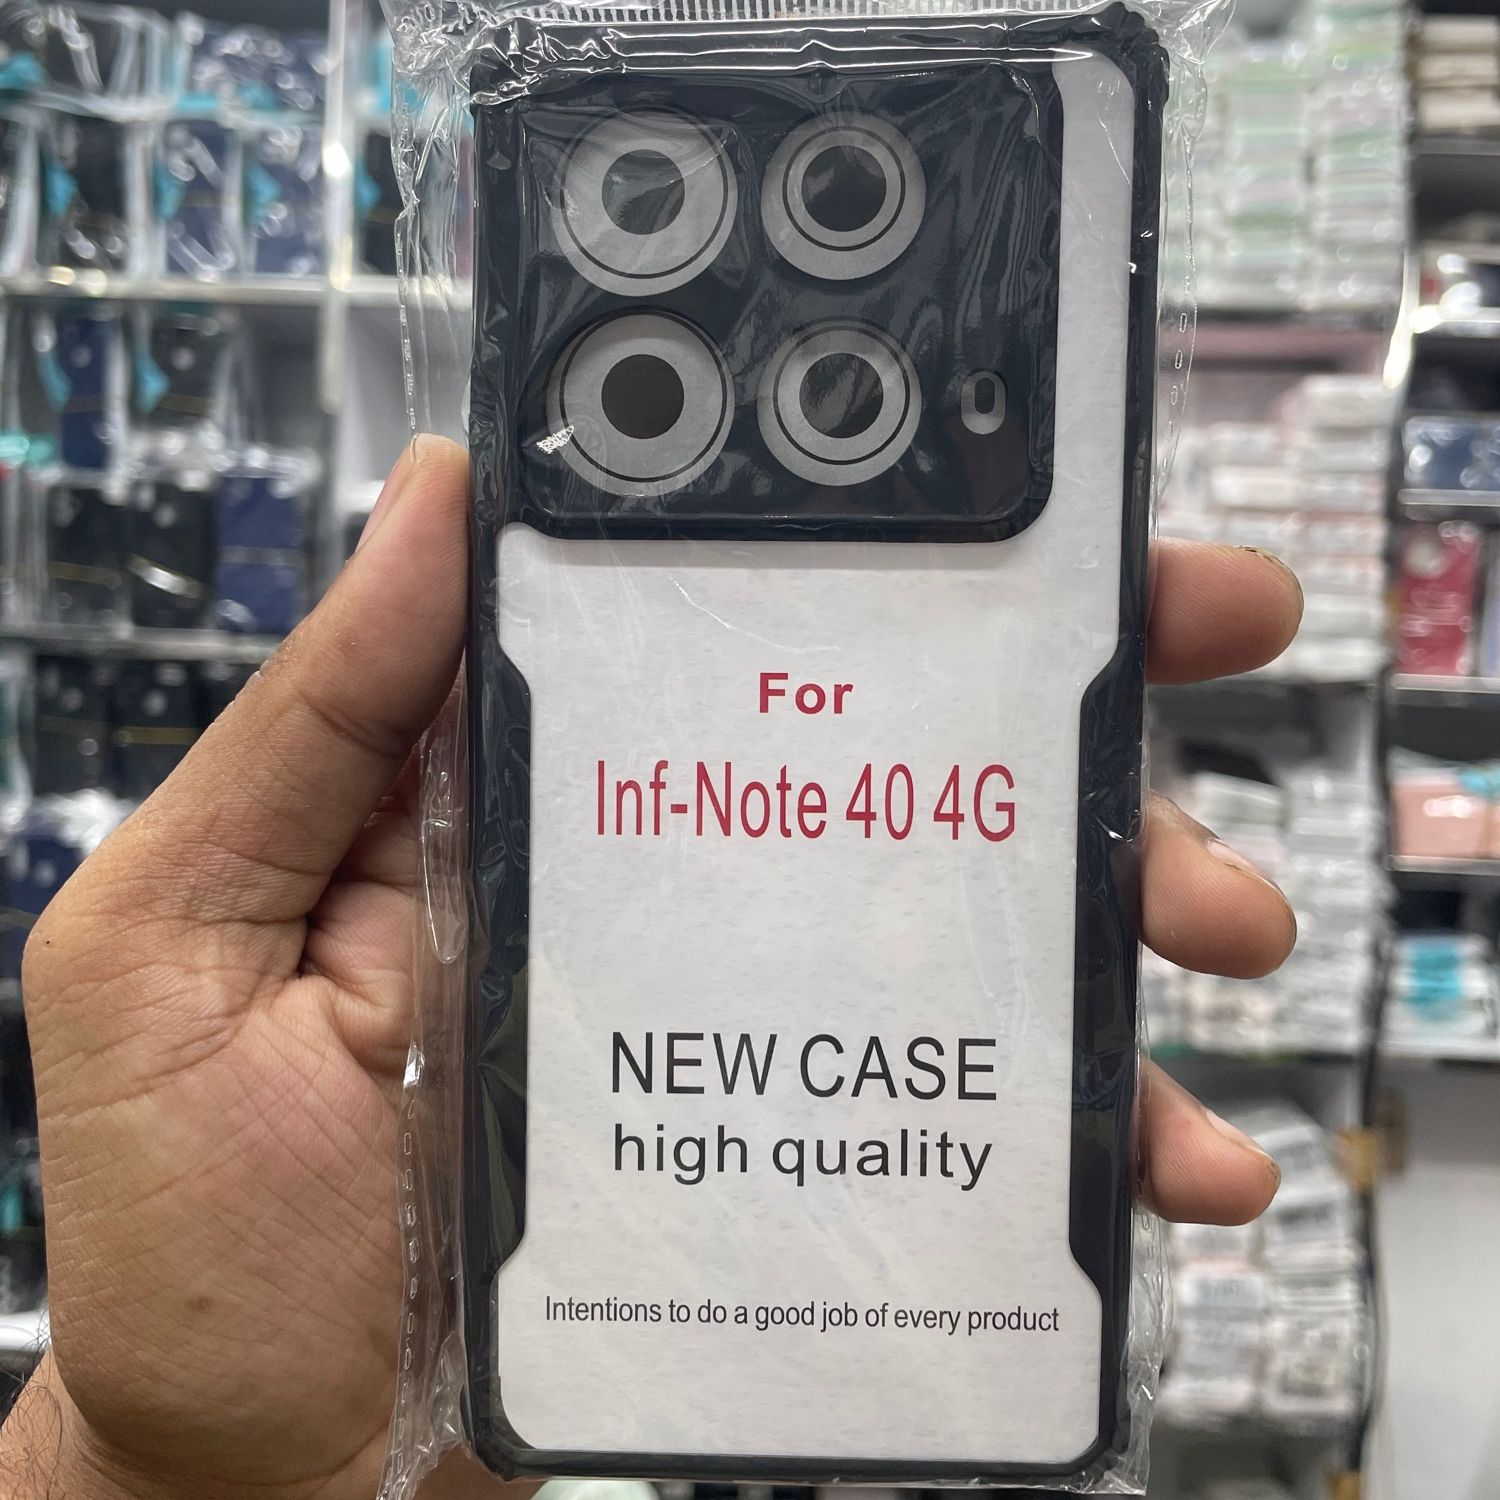 For
Inf-Note 40 4G
NEW CASE
high quality
Intentions to do a good job of every product